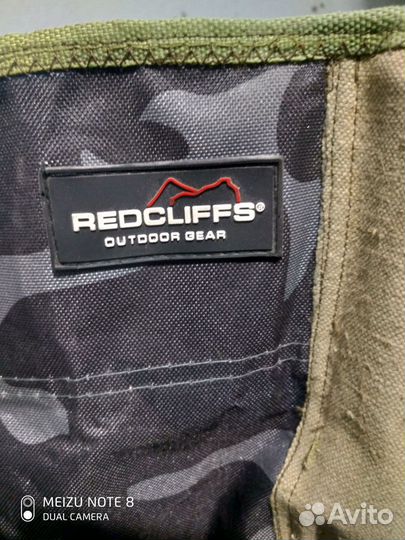 REDCLIFFS®
OUTDOOR GEAR
MEIZU NOTE 8
DUAL CAMERA
Avito